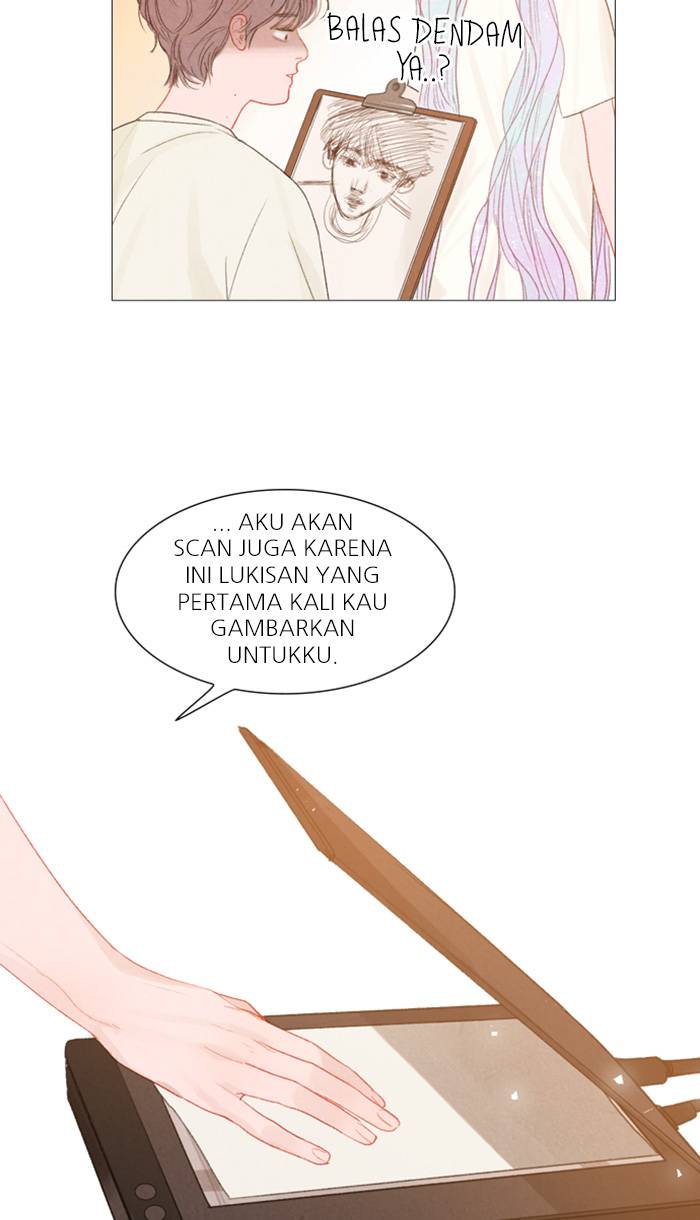 BALAS DENDAM
YA..?
... AKU AKAN
SCAN JUGA KARENA
INI LUKISAN YANG
PERTAMA KALI KAU
GAMBARKAN
UNTUKKU.